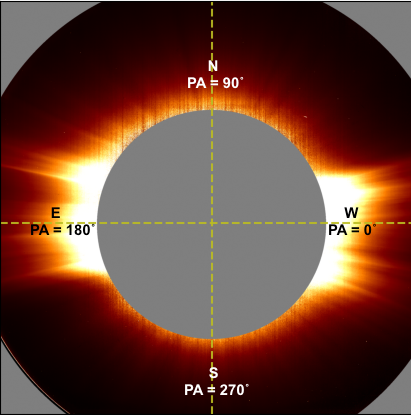 N
PA = 90°
E
PA = 180°
W
PA = 0°
S
PA = 270°